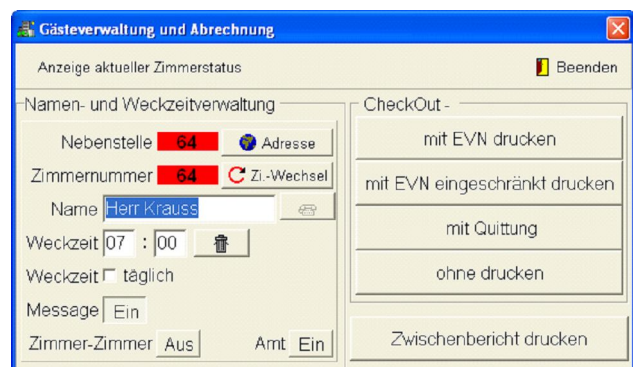 Gästeverwaltung und Abrechnung
Anzeige aktueller Zimmerstatus
Beenden
Namen- und Weckzeitverwaltung
Nebenstelle 64 Adresse
Zimmernummer 64 Zi.-Wechsel
Name Herr Krauss
Weckzeit 07 : 00
Weckzeit täglich
Message Ein
Zimmer-Zimmer Aus Amt Ein
CheckOut -
mit EVN drucken
mit EVN eingeschränkt drucken
mit Quittung
ohne drucken
Zwischenbericht drucken